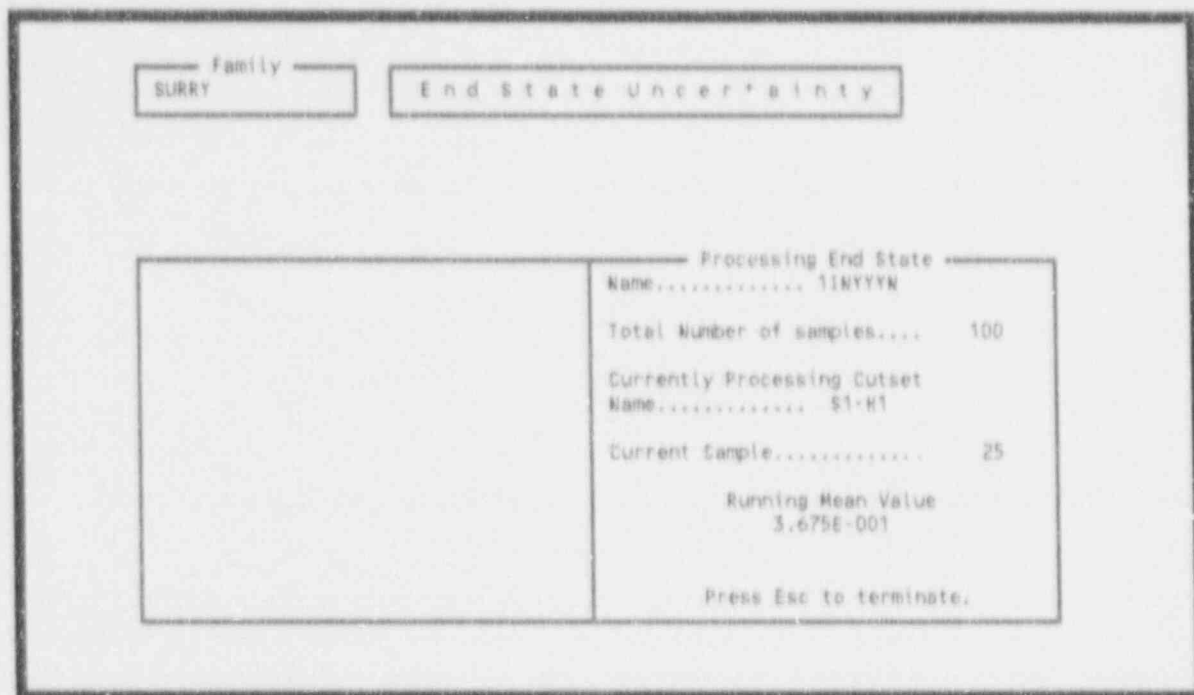 Family
SURRY
End State Uncertainty
Processing End State
Name............. 1INYYYN
Total Number of samples.... 100
Currently Processing Cutset
Name............. S1-H1
Current Sample............. 25
Running Mean Value
3.675E-001
Press Esc to terminate.